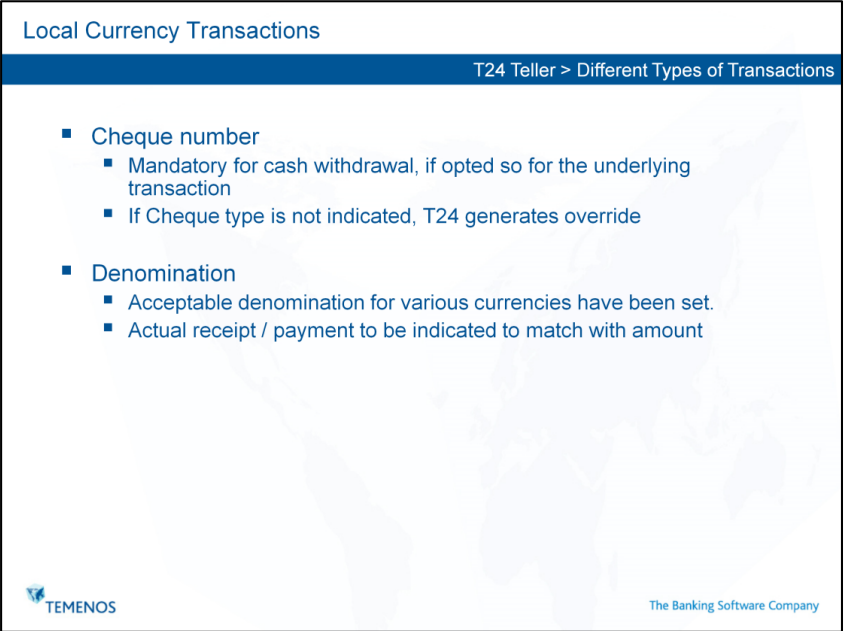 Local Currency Transactions
T24 Teller > Different Types of Transactions
Cheque number
Mandatory for cash withdrawal, if opted so for the underlying
transaction
If Cheque type is not indicated, T24 generates override
Denomination
Acceptable denomination for various currencies have been set.
Actual receipt / payment to be indicated to match with amount
TEMENOS
The Banking Software Company